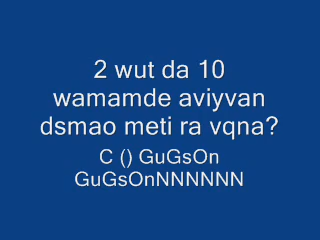 2 wut da 10
wamamde aviyvan
dsmao meti ra vqna?
C () GuGsOn
GuGsOnNNNNNN